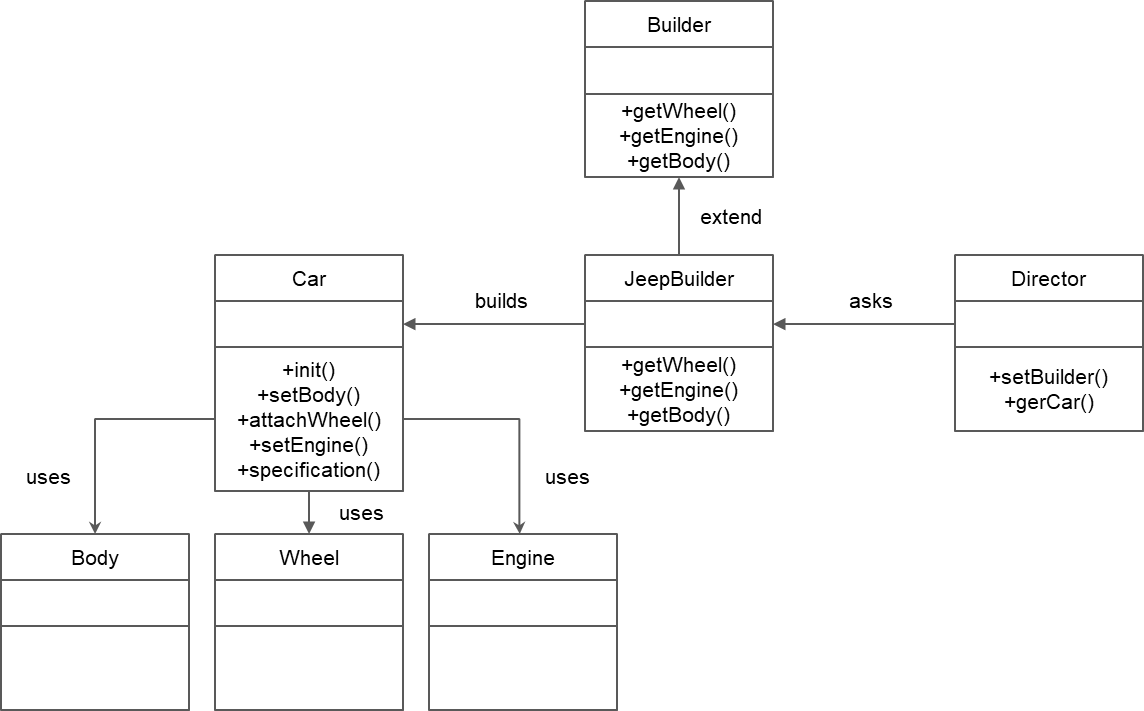 Builder
+getWheel()
+getEngine()
+getBody()
extend
Car
builds
JeepBuilder
asks
Director
+init()
+setBody()
+attachWheel()
+setEngine()
+specification()
+getWheel()
+getEngine()
+getBody()
+setBuilder()
+gerCar()
uses
uses
uses
Body
Wheel
Engine